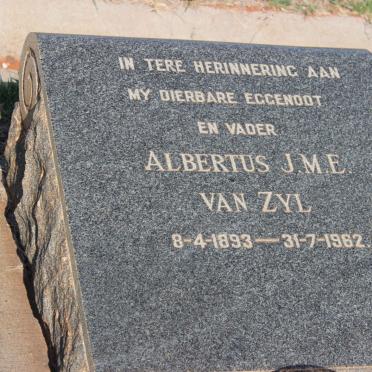 IN TERE HERINNERING AAN
MY DIERBARE EGGENOOT
EN VADER
ALBERTUS J.M.E.
VAN ZYL
8-4-1893—31-7-1962.